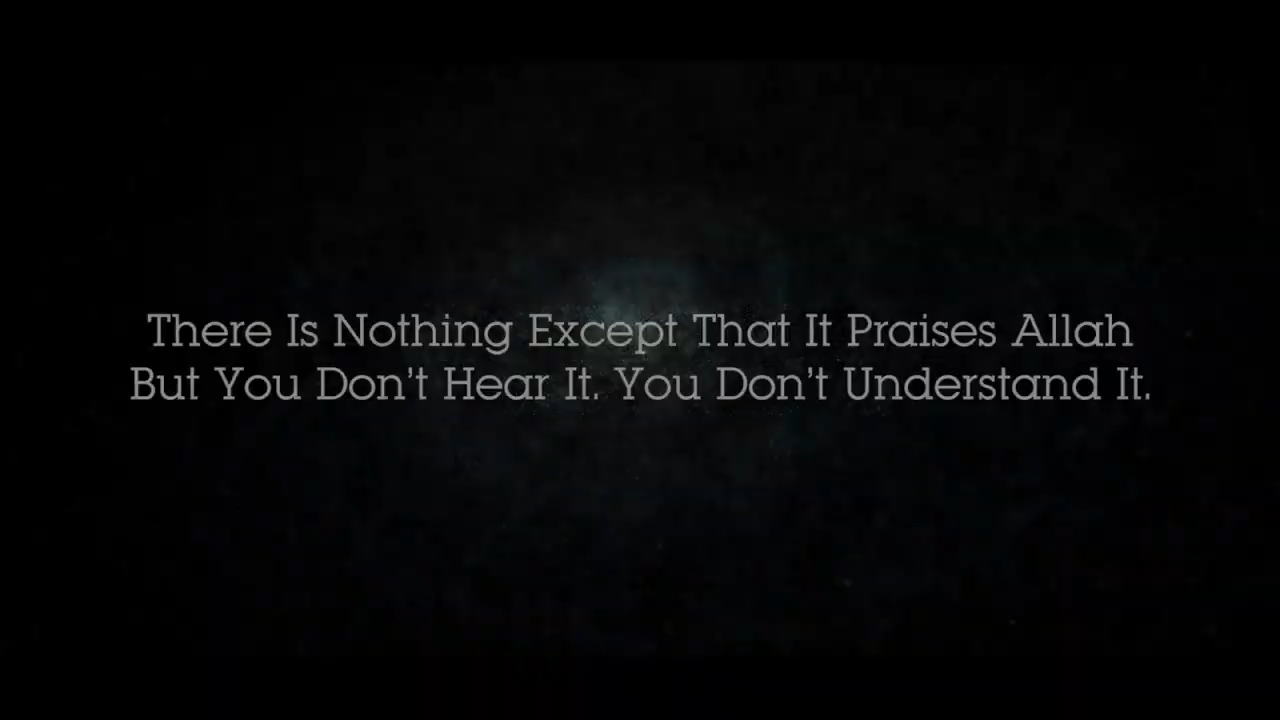 There Is Nothing Except That It Praises Allah
But You Don’t Hear It. You Don’t Understand It.